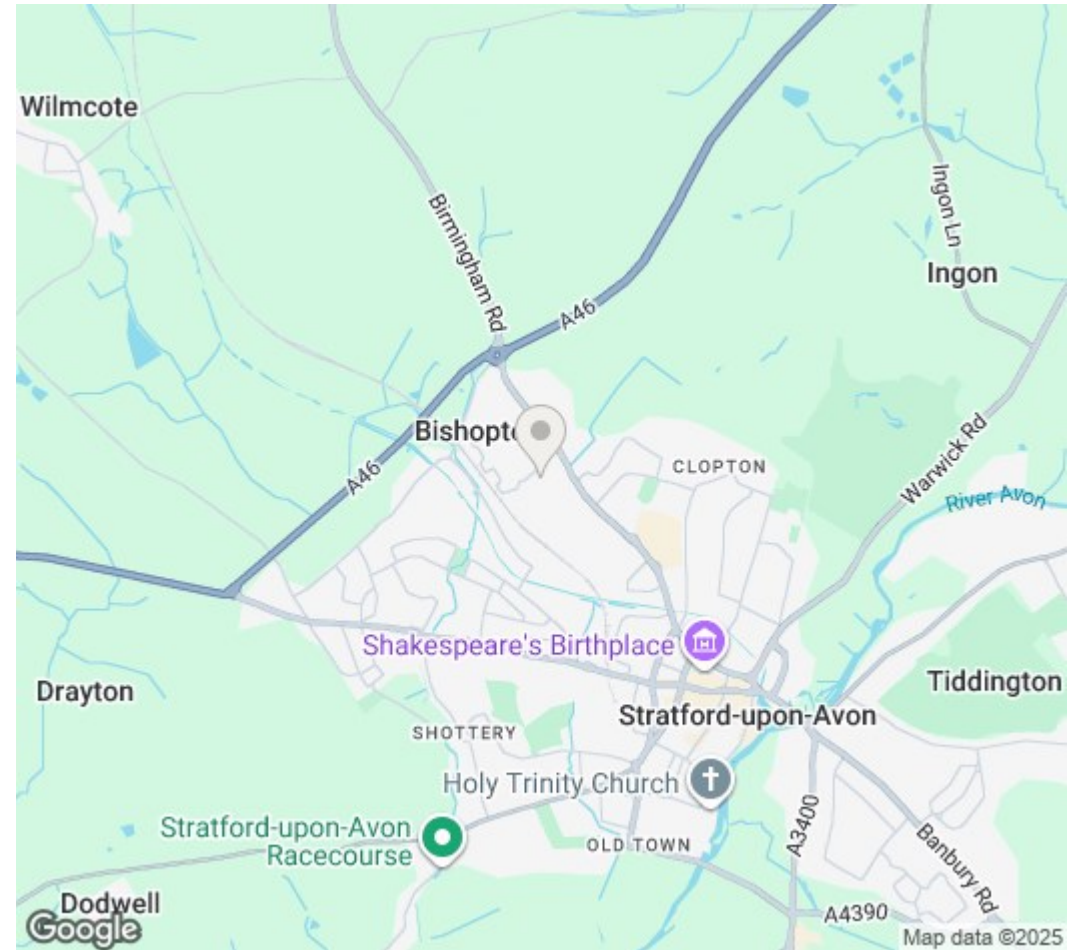 Wilmcote
Birmingham Rd
A46
Ingon Ln
Ingon
A46
CLOPTON
Warwick Rd
River Avon
Shakespeare's Birthplace
Drayton
Tiddington
Stratford-upon-Avon
SHOTTERY
Holy Trinity Church
Stratford-upon-Avon
Racecourse
OLD TOWN
A3400
Banbury Rd
Dodwell
A4390
Google
Map data ©2025